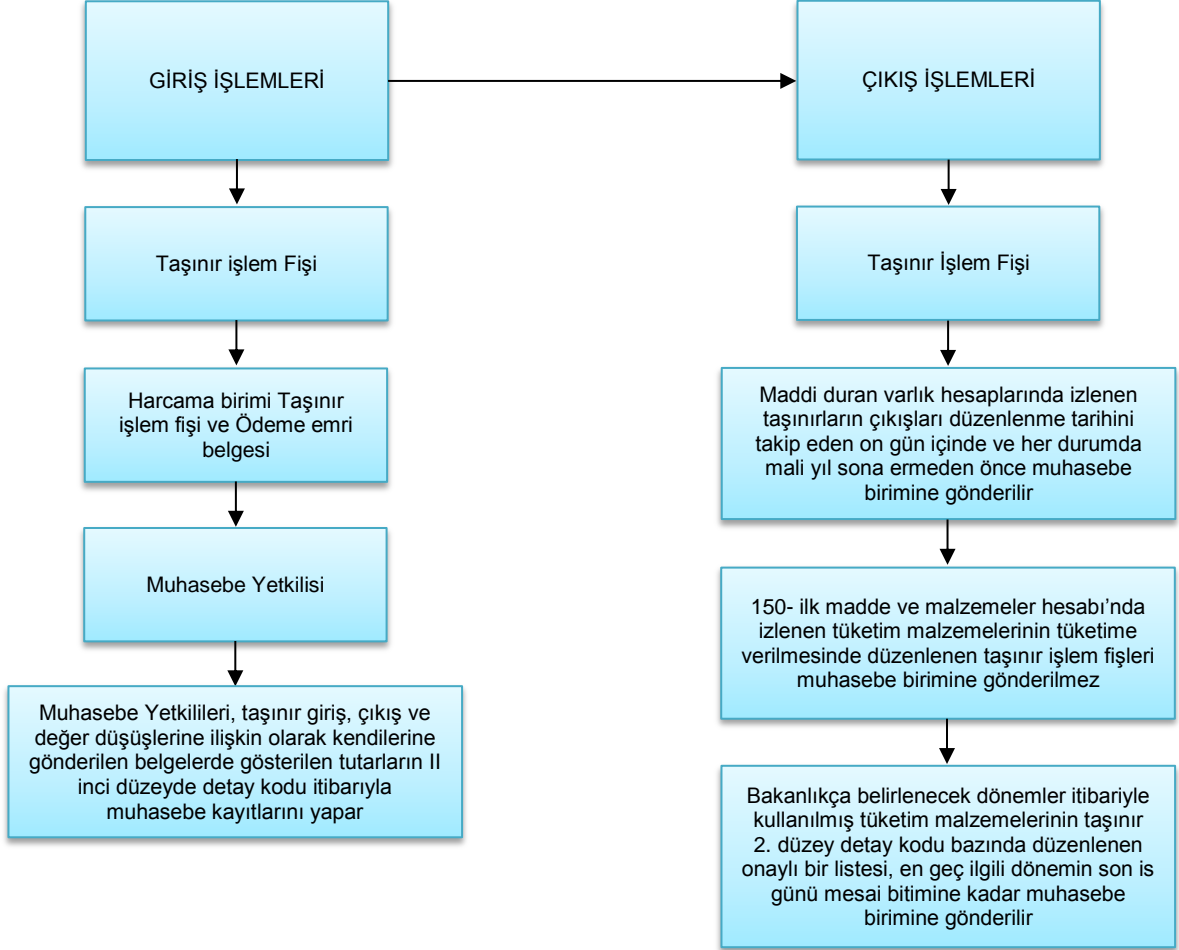 GİRİŞ İŞLEMLERİ
Taşınır işlem Fişi
Harcama birimi Taşınır
işlem fişi ve Ödeme emri
belgesi
Muhasebe Yetkilisi
Muhasebe Yetkilileri, taşınır giriş, çıkış ve
değer düşüşlerine ilişkin olarak kendilerine
gönderilen belgelerde gösterilen tutarların II
inci düzeyde detay kodu itibarıyla
muhasebe kayıtlarını yapar
ÇIKIŞ İŞLEMLERİ
Taşınır İşlem Fişi
Maddi duran varlık hesaplarında izlenen
taşınırların çıkışları düzenlenme tarihini
takip eden on gün içinde ve her durumda
mali yıl sona ermeden önce muhasebe
birimine gönderilir
150- ilk madde ve malzemeler hesabı’nda
izlenen tüketim malzemelerinin tüketime
verilmesinde düzenlenen taşınır işlem fişleri
muhasebe birimine gönderilmez
Bakanlıkça belirlenecek dönemler itibariyle
kullanılmış tüketim malzemelerinin taşınır
2. düzey detay kodu bazında düzenlenen
onaylı bir listesi, en geç ilgili dönemin son is
günü mesai bitimine kadar muhasebe
birimine gönderilir